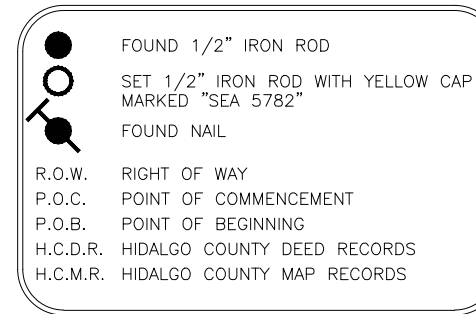 FOUND 1/2" IRON ROD
SET 1/2" IRON ROD WITH YELLOW CAP
MARKED "SEA 5782"
FOUND NAIL
R.O.W. RIGHT OF WAY
P.O.C. POINT OF COMMENCEMENT
P.O.B. POINT OF BEGINNING
H.C.D.R. HIDALGO COUNTY DEED RECORDS
H.C.M.R. HIDALGO COUNTY MAP RECORDS